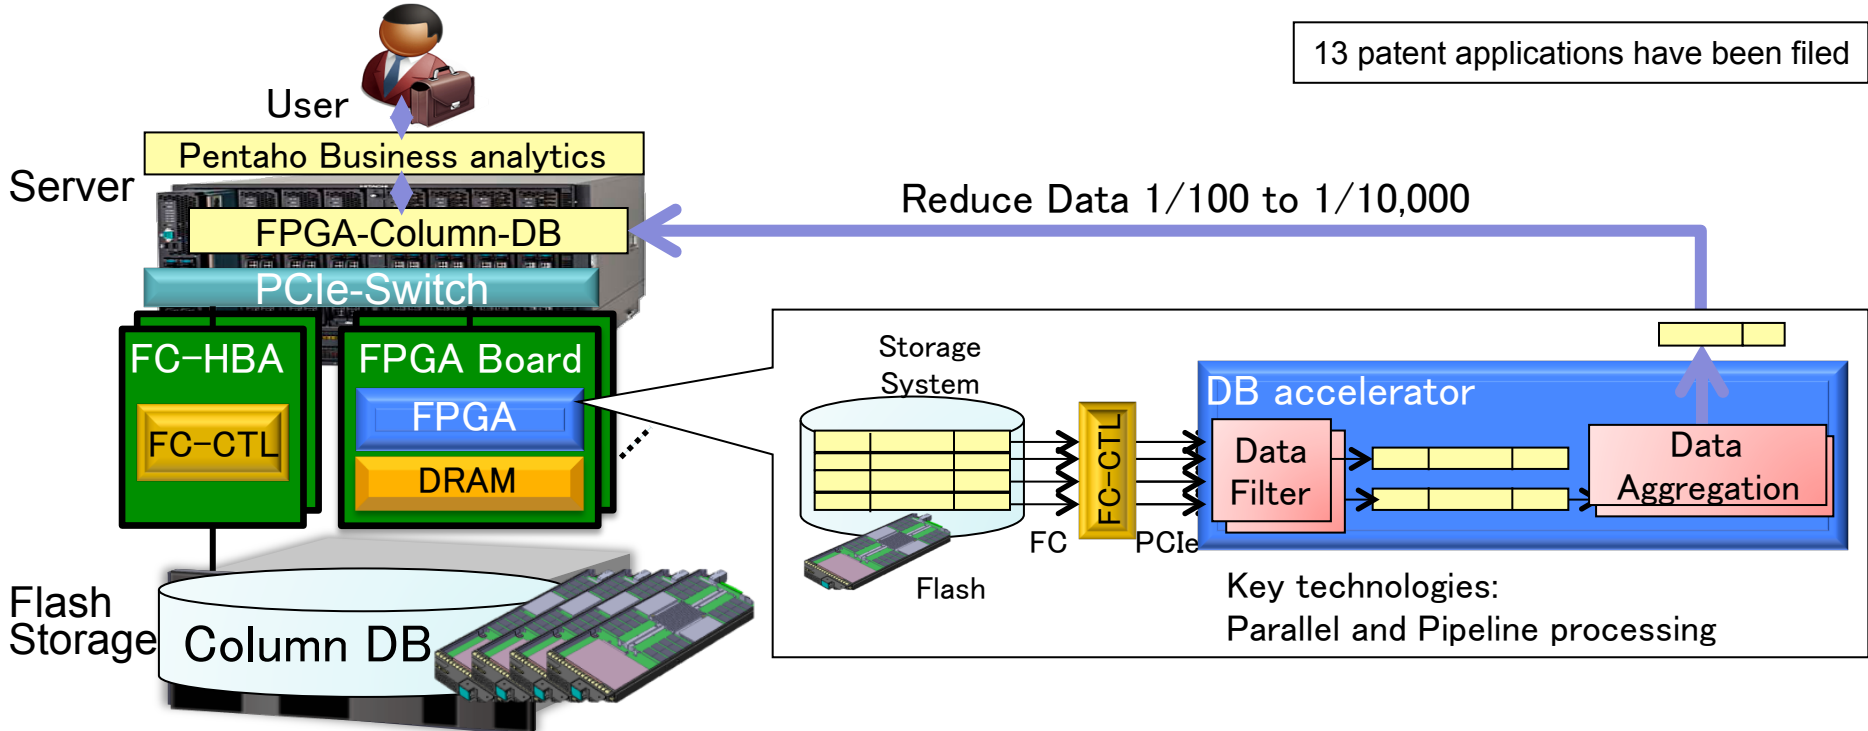 13 patent applications have been filed
User
Pentaho Business analytics
Server
Reduce Data 1/100 to 1/10,000
FPGA-Column-DB
PCIe-Switch
FC-HBA
FPGA Board
FC-CTL
FPGA
DRAM
Storage
System
DB accelerator
FC-CTL
Data
Filter
Data
Aggregation
FC
PCIe
Flash
Key technologies:
Parallel and Pipeline processing
Flash
Storage
Column DB